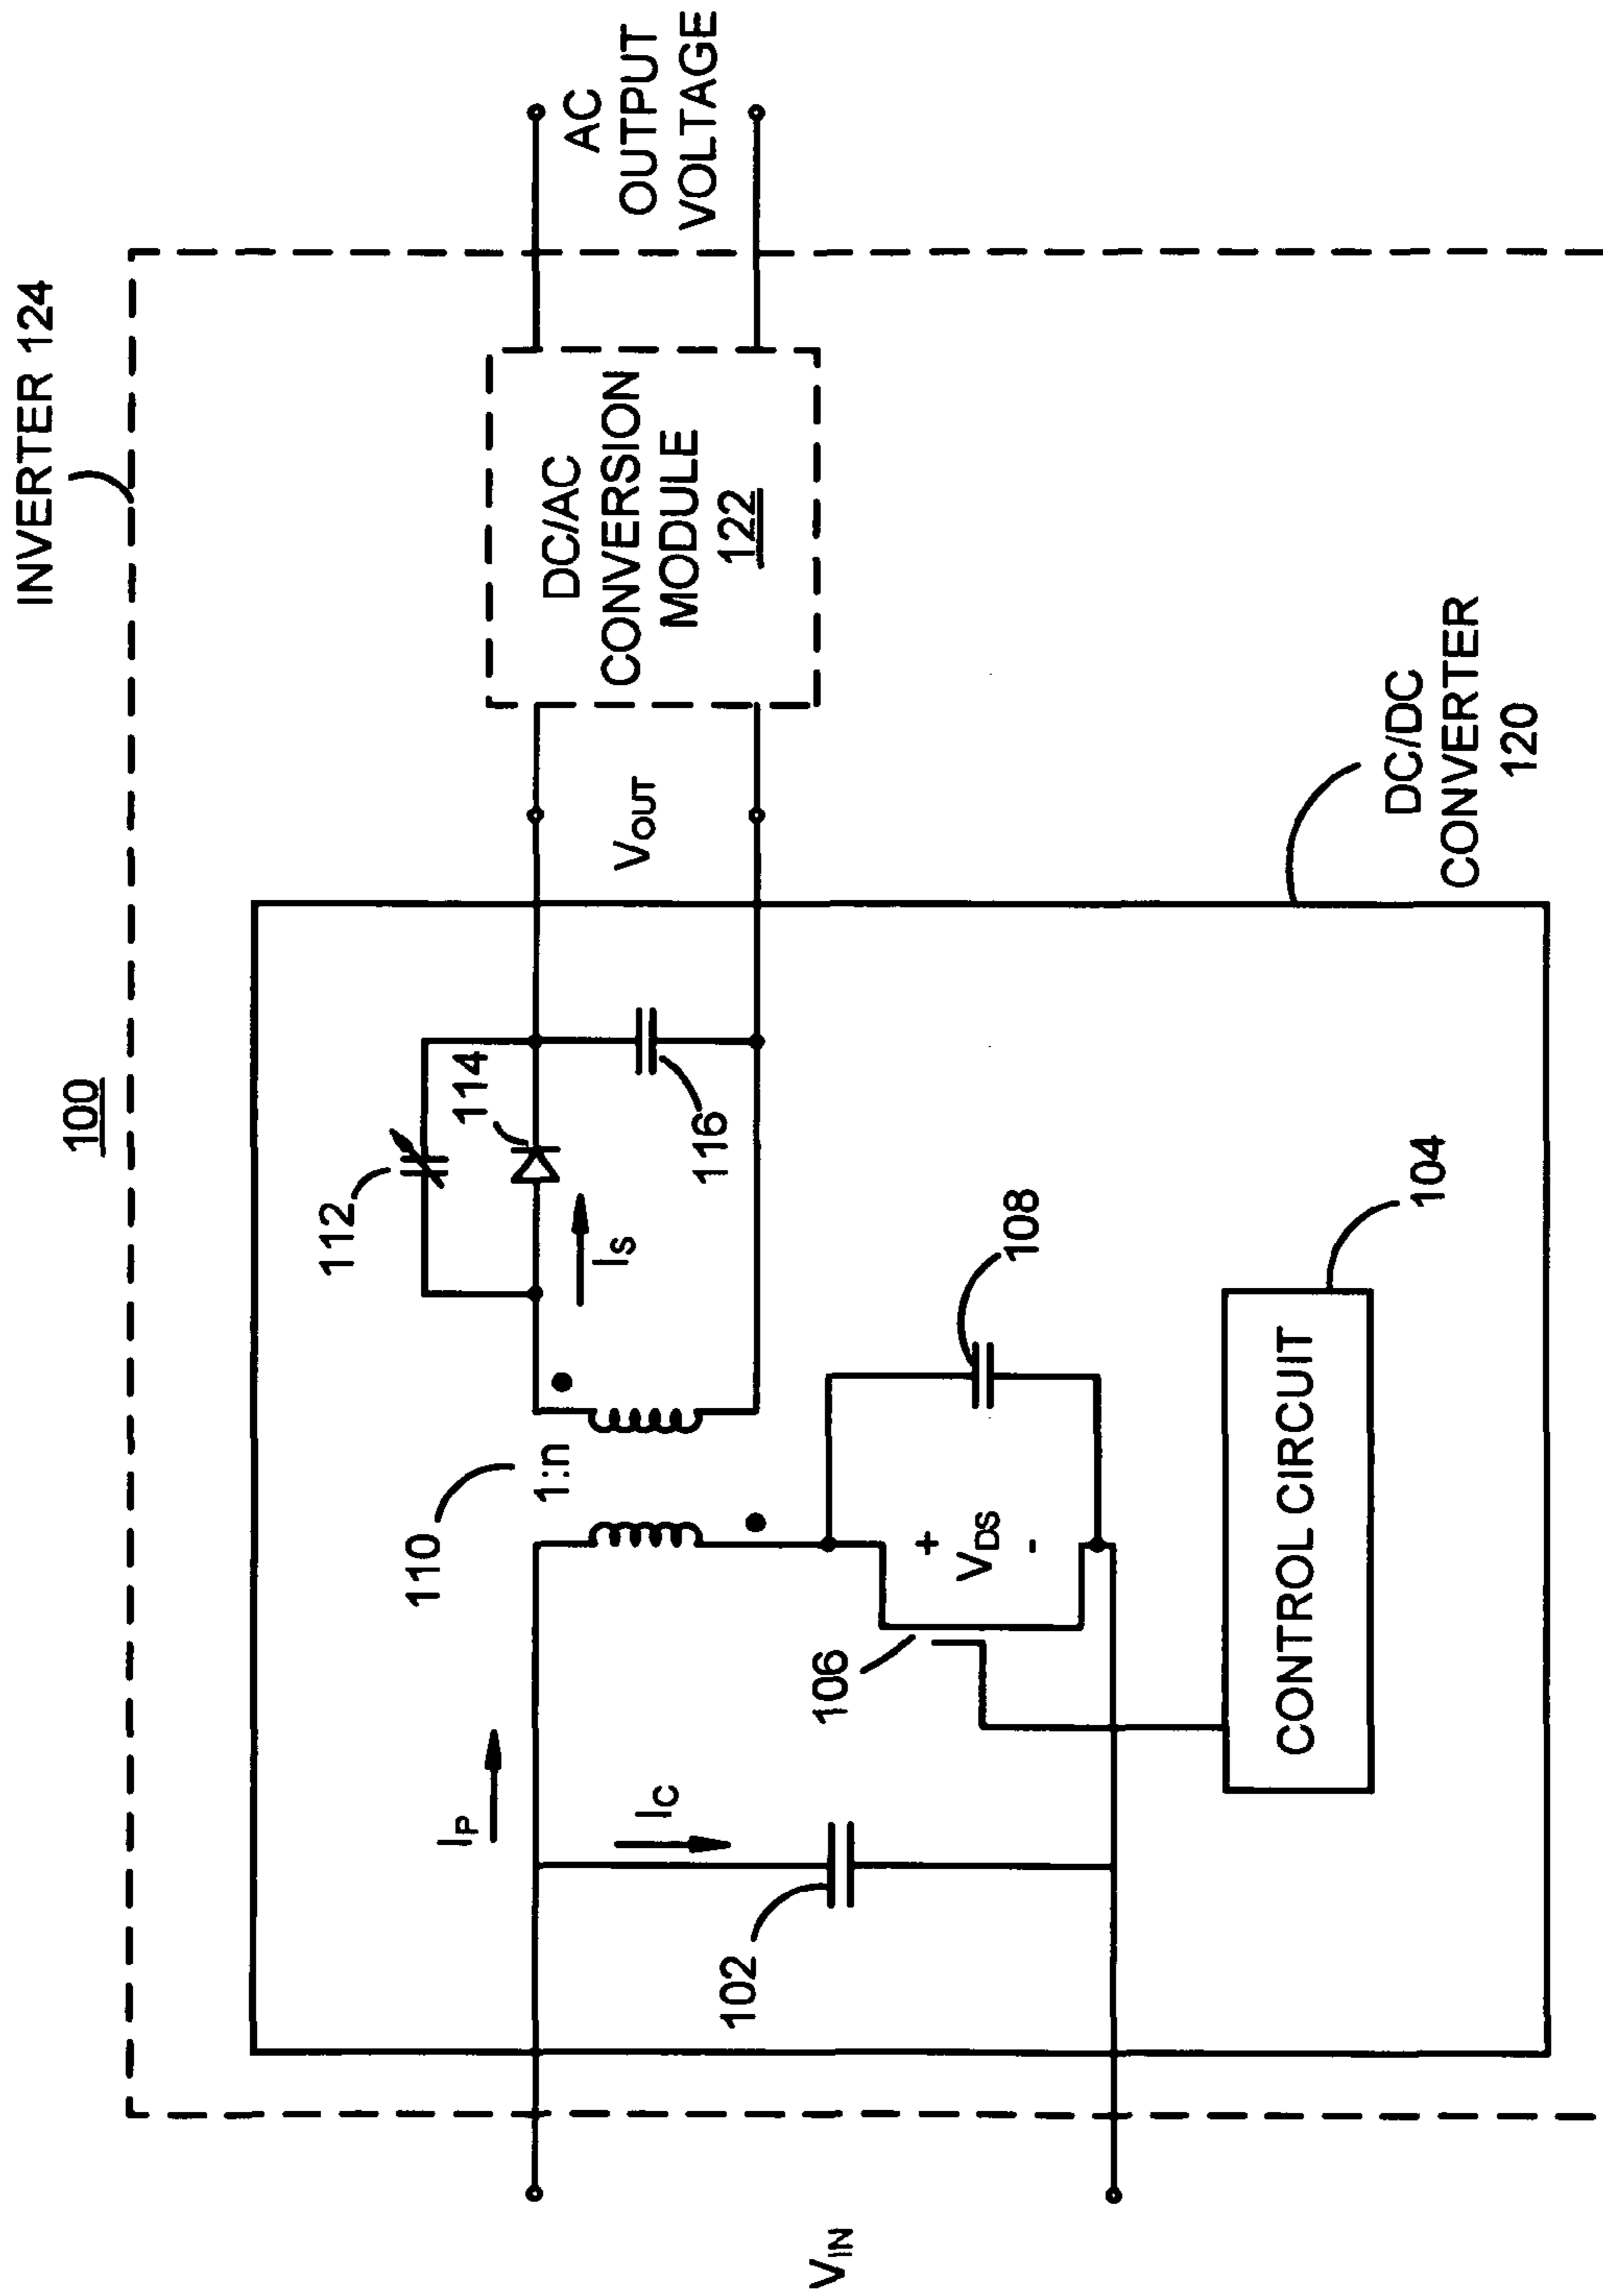 100
INVERTER 124
110
1:n
112
114
IP
IS
IC
116
VOUT
DC/AC
CONVERSION
MODULE
122
AC
OUTPUT
VOLTAGE
VIN
102
106
+
VDS
-
108
CONTROL CIRCUIT
104
DC/DC
CONVERTER
120